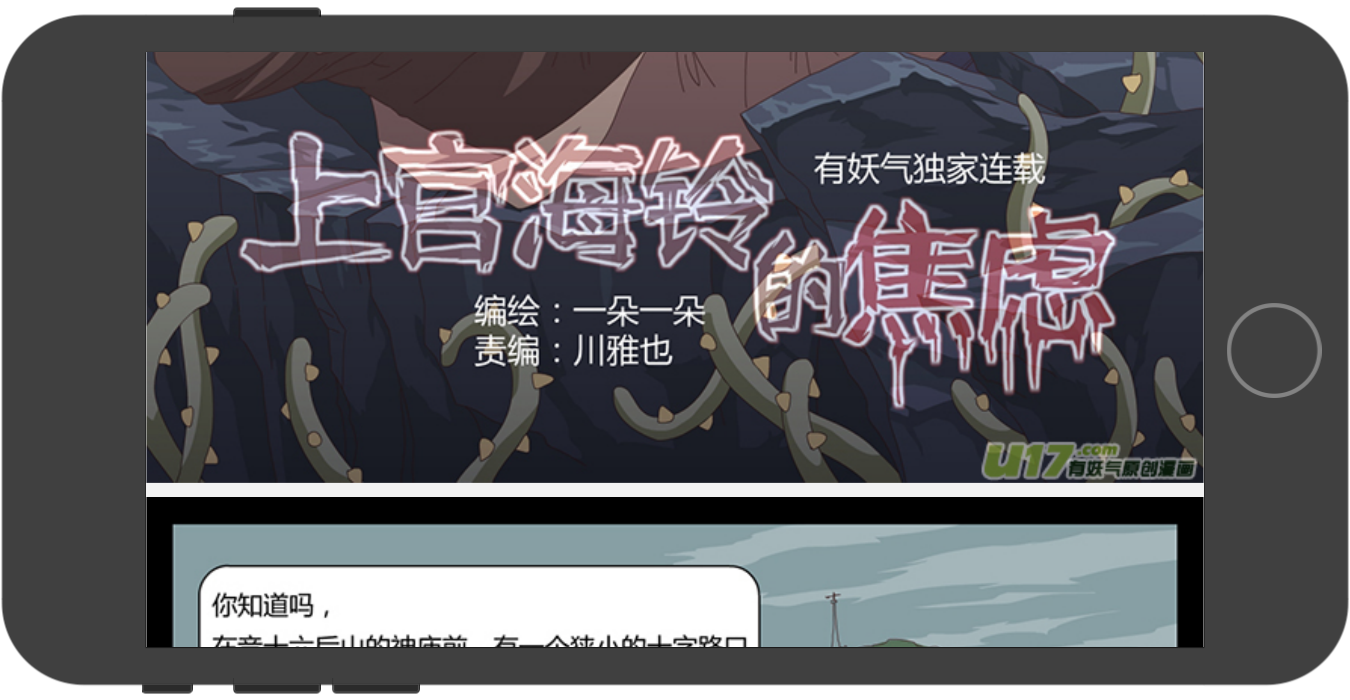 上官海铃
有妖气独家连载
的焦虑
编绘：一朵一朵
责编：川雅也
U17.com
有妖气原创漫画
你知道吗，